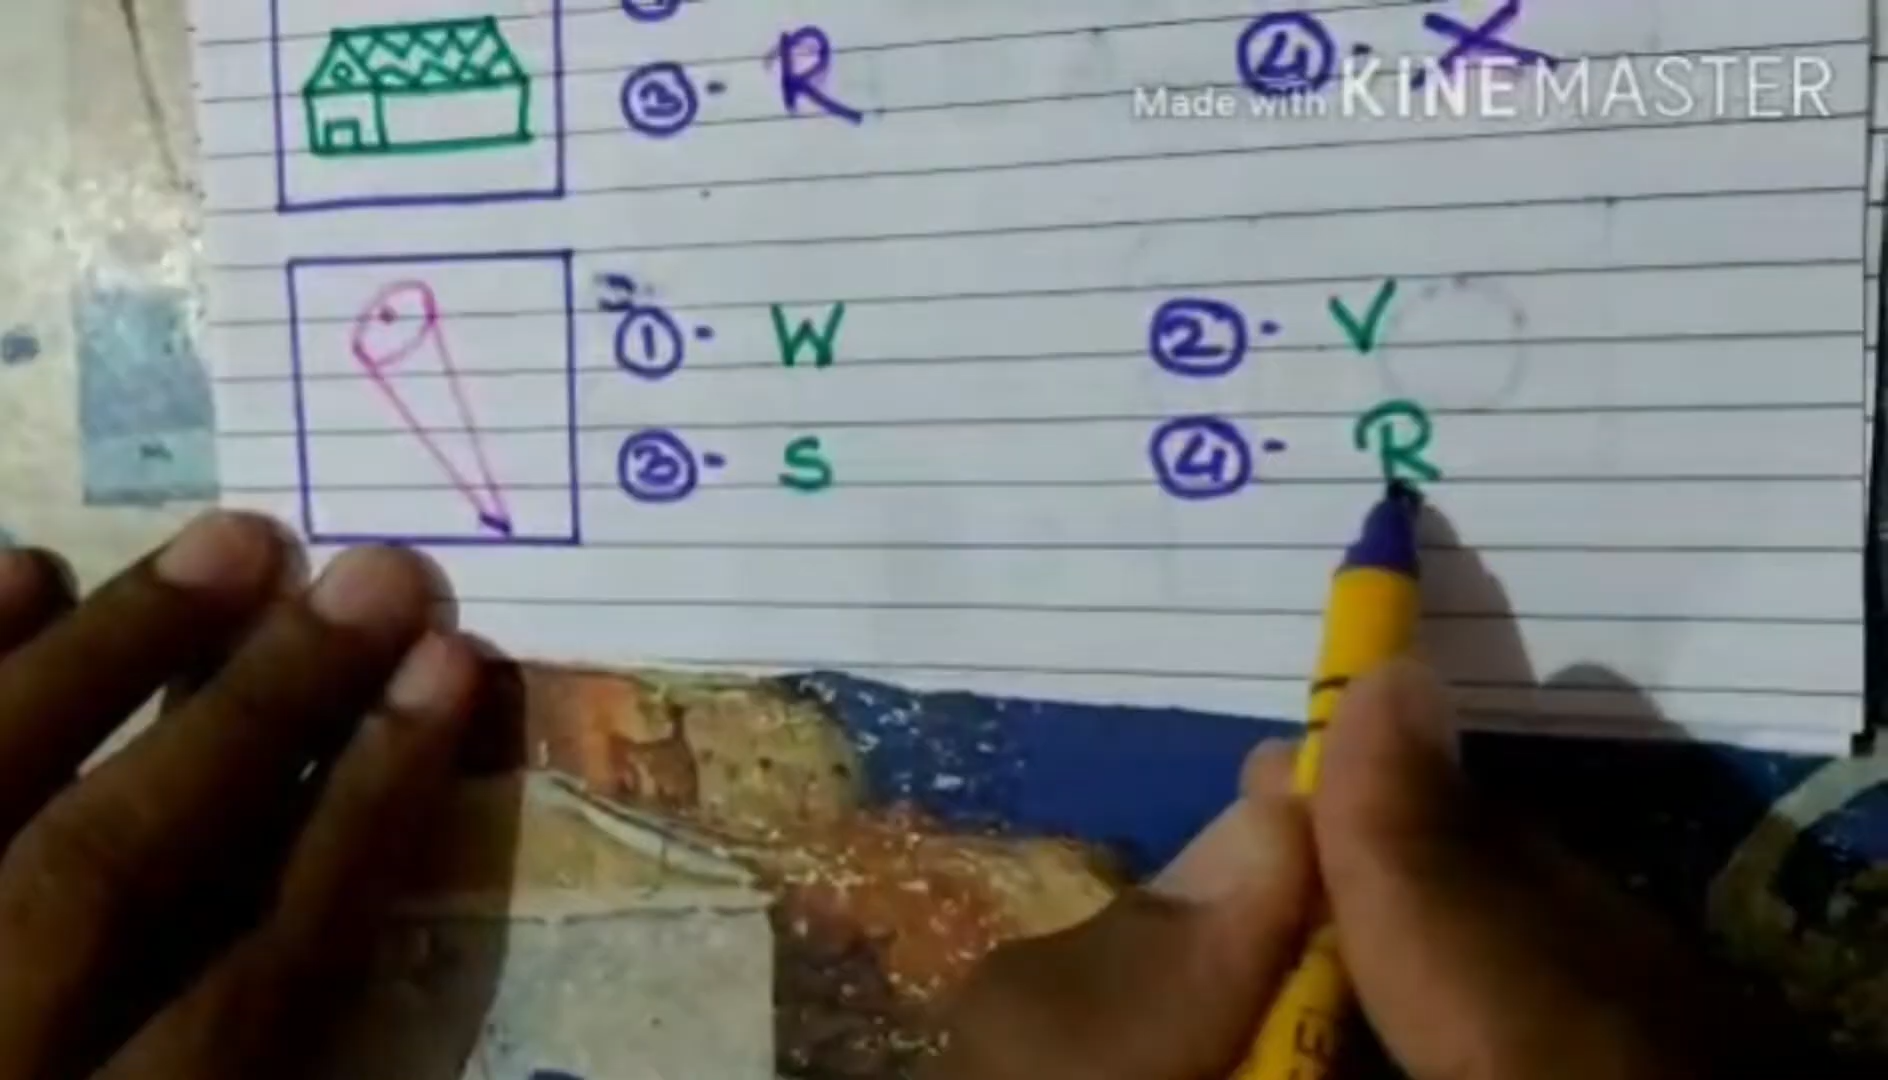 ③- R ④- X
Made with KINEMASTER
①- W ②- V
③- S ④- R